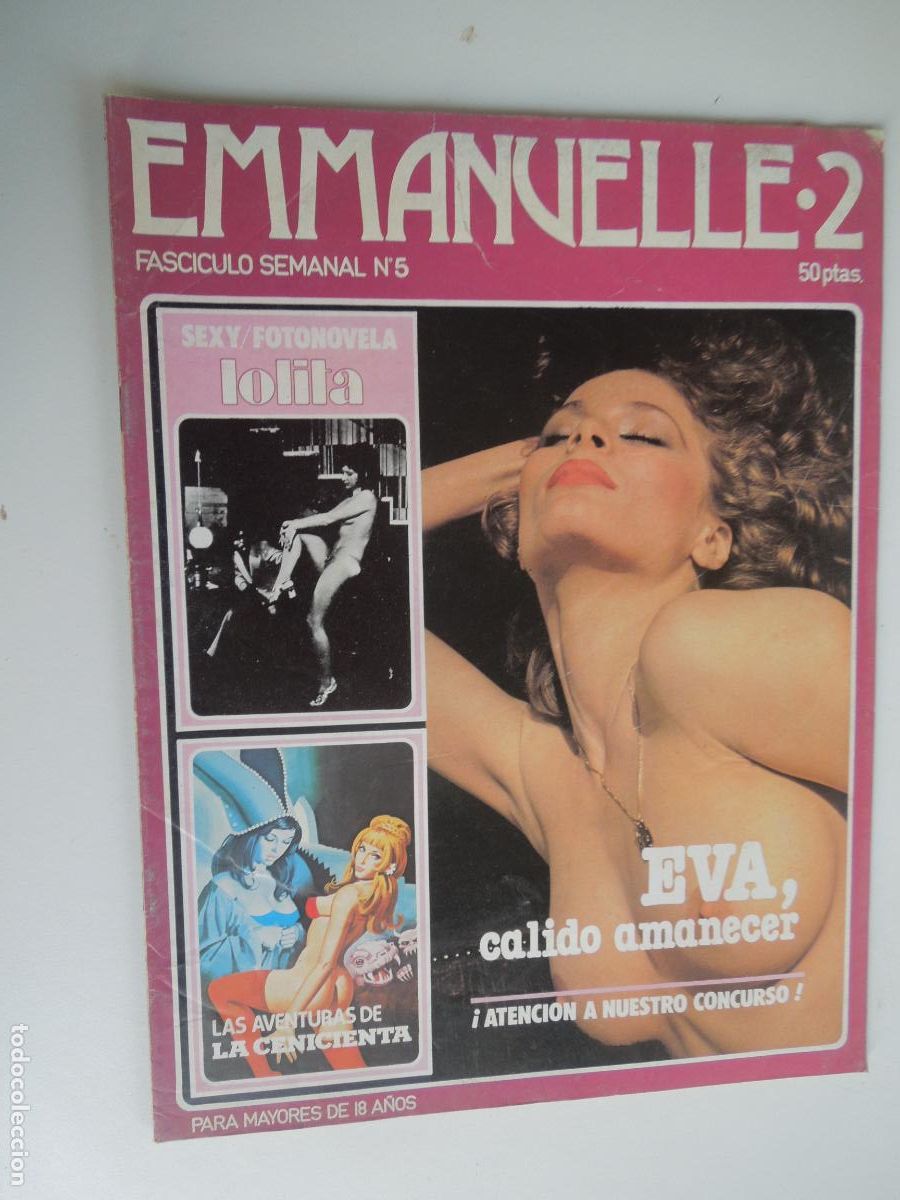 EMMANUELLE·2
FASCICULO SEMANAL Nº5
50 ptas.
SEXY/FOTONOVELA
lolita
EVA,
...calido amanecer
¡ATENCION A NUESTRO CONCURSO!
LAS AVENTURAS DE
LA CENICIENTA
PARA MAYORES DE 18 AÑOS
todocoleccion